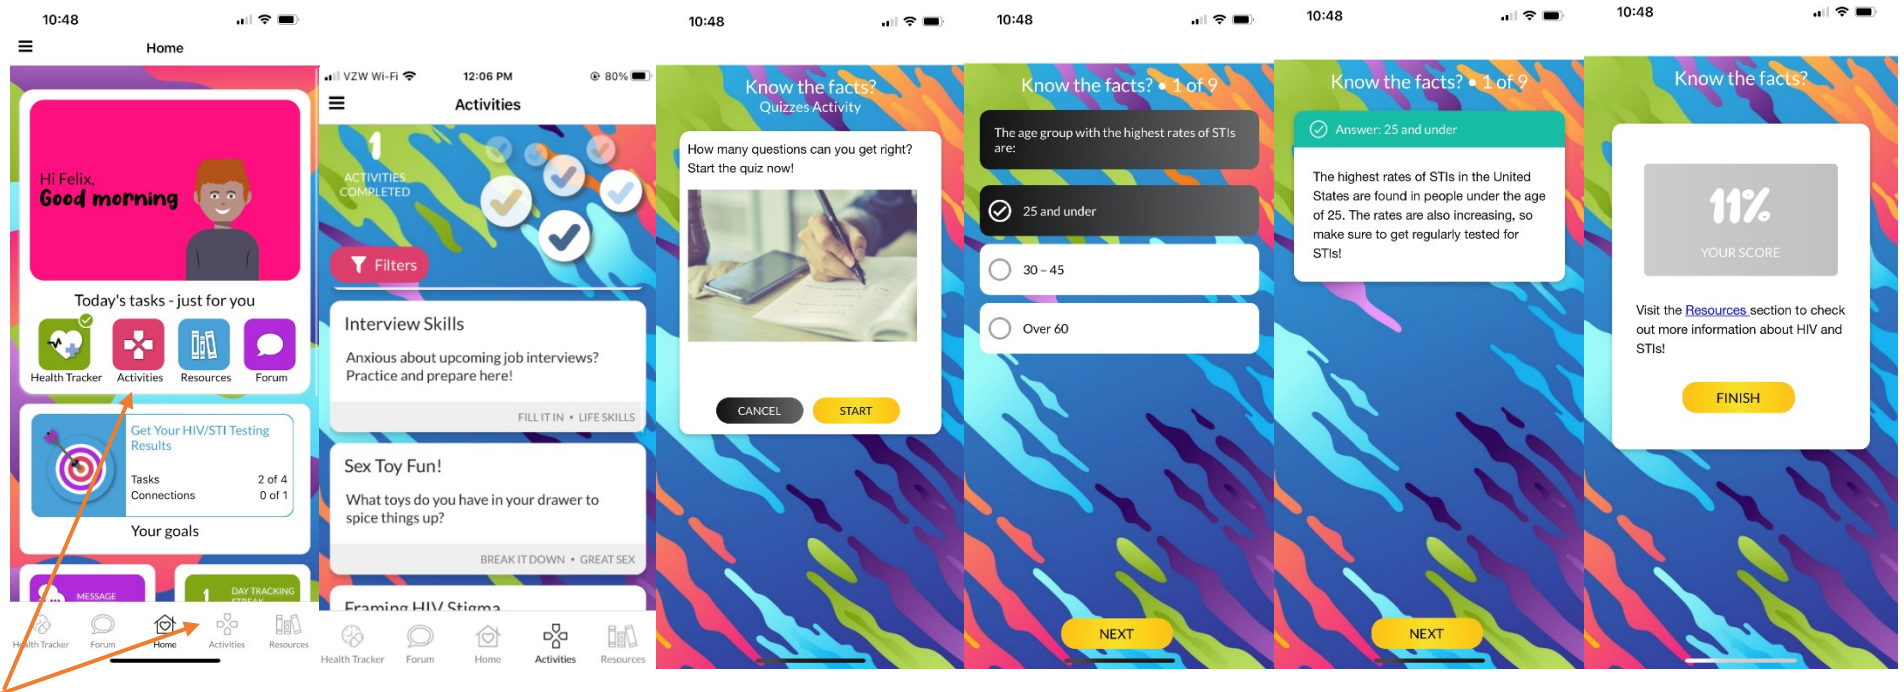 10:48
Home
Hi Felix,
Good morning
Today's tasks - just for you
Health Tracker
Activities
Resources
Forum
Get Your HIV/STI Testing
Results
Tasks 2 of 4
Connections 0 of 1
Your goals
MESSAGE
1 DAY TRACKING
STREAK
Health Tracker
Forum
Home
Activities
Resources
VZW Wi-Fi 12:06 PM 80%
Activities
1
ACTIVITIES
COMPLETED
Filters
Interview Skills
Anxious about upcoming job interviews?
Practice and prepare here!
FILL IT IN • LIFE SKILLS
Sex Toy Fun!
What toys do you have in your drawer to
spice things up?
BREAK IT DOWN • GREAT SEX
Framing HIV Stigma
Health Tracker
Forum
Home
Activities
Resources
10:48
Know the facts?
Quizzes Activity
How many questions can you get right?
Start the quiz now!
CANCEL
START
10:48
Know the facts? • 1 of 9
The age group with the highest rates of STIs
are:
25 and under
30 – 45
Over 60
NEXT
10:48
Know the facts? • 1 of 9
Answer: 25 and under
The highest rates of STIs in the United
States are found in people under the age
of 25. The rates are also increasing, so
make sure to get regularly tested for
STIs!
NEXT
10:48
Know the facts?
11%
YOUR SCORE
Visit the Resources section to check
out more information about HIV and
STIs!
FINISH